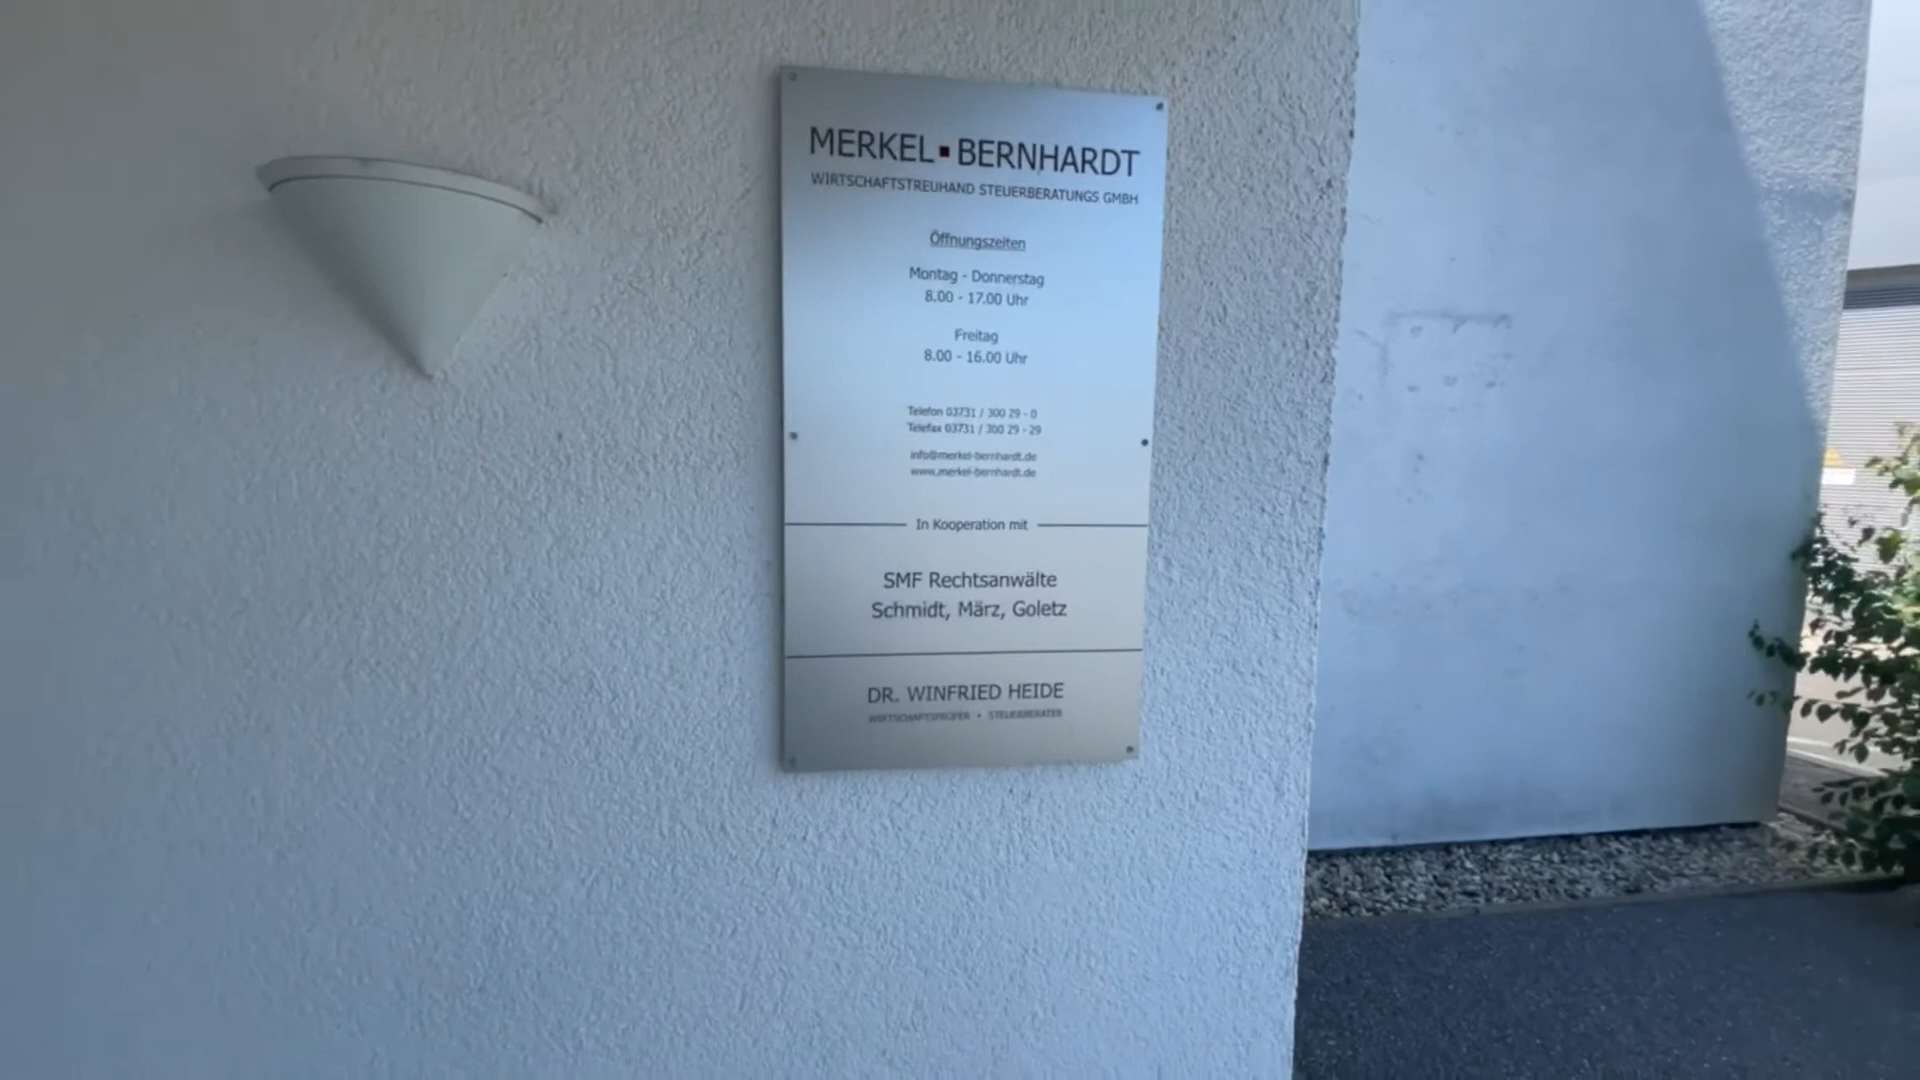 MERKEL▪BERNHARDT
WIRTSCHAFTSTREUHAND STEUERBERATUNGS GMBH
Öffnungszeiten
Montag - Donnerstag
8.00 - 17.00 Uhr
Freitag
8.00 - 16.00 Uhr
Telefon 03731 / 300 29 - 0
Telefax 03731 / 300 29 - 29
info@merkel-bernhardt.de
www.merkel-bernhardt.de
In Kooperation mit
SMF Rechtsanwälte
Schmidt, März, Goletz
DR. WINFRIED HEIDE
WIRTSCHAFTSPRÜFER • STEUERBERATER